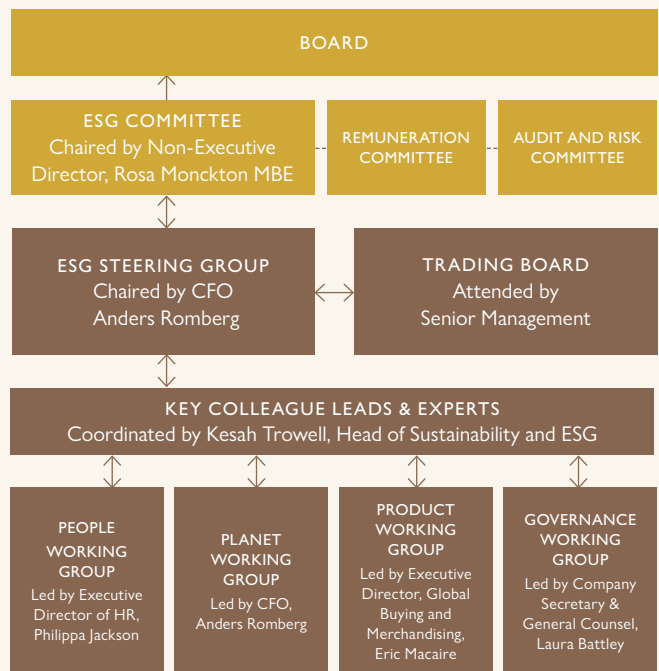 BOARD
ESG COMMITTEE
Chaired by Non-Executive
Director, Rosa Monckton MBE
REMUNERATION
COMMITTEE
AUDIT AND RISK
COMMITTEE
ESG STEERING GROUP
Chaired by CFO
Anders Romberg
TRADING BOARD
Attended by
Senior Management
KEY COLLEAGUE LEADS & EXPERTS
Coordinated by Kesah Trowell, Head of Sustainability and ESG
PEOPLE
WORKING
GROUP
Led by Executive
Director of HR,
Philippa Jackson
PLANET
WORKING
GROUP
Led by CFO,
Anders Romberg
PRODUCT
WORKING
GROUP
Led by Executive
Director, Global
Buying and
Merchandising,
Eric Macaire
GOVERNANCE
WORKING
GROUP
Led by Company
Secretary &
General Counsel,
Laura Battley